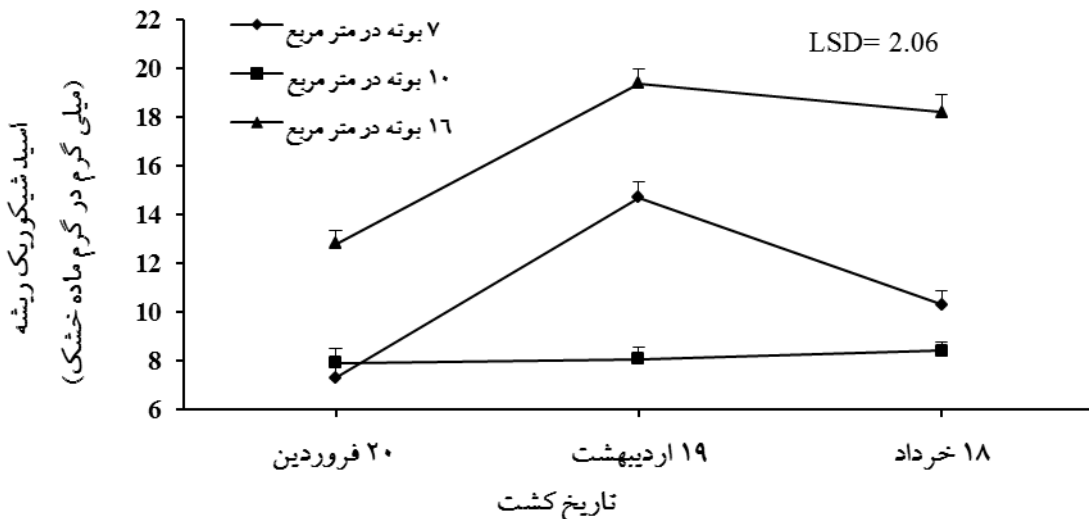 ۷ بوته در متر مربع
۱۰ بوته در متر مربع
۱۶ بوته در متر مربع
LSD= 2.06
اسید شیکوریک ریشه
(میلی گرم در گرم ماده خشک)
22
20
18
16
14
12
10
8
6
۲۰ فروردین
۱۹ اردیبهشت
۱۸ خرداد
تاریخ کشت